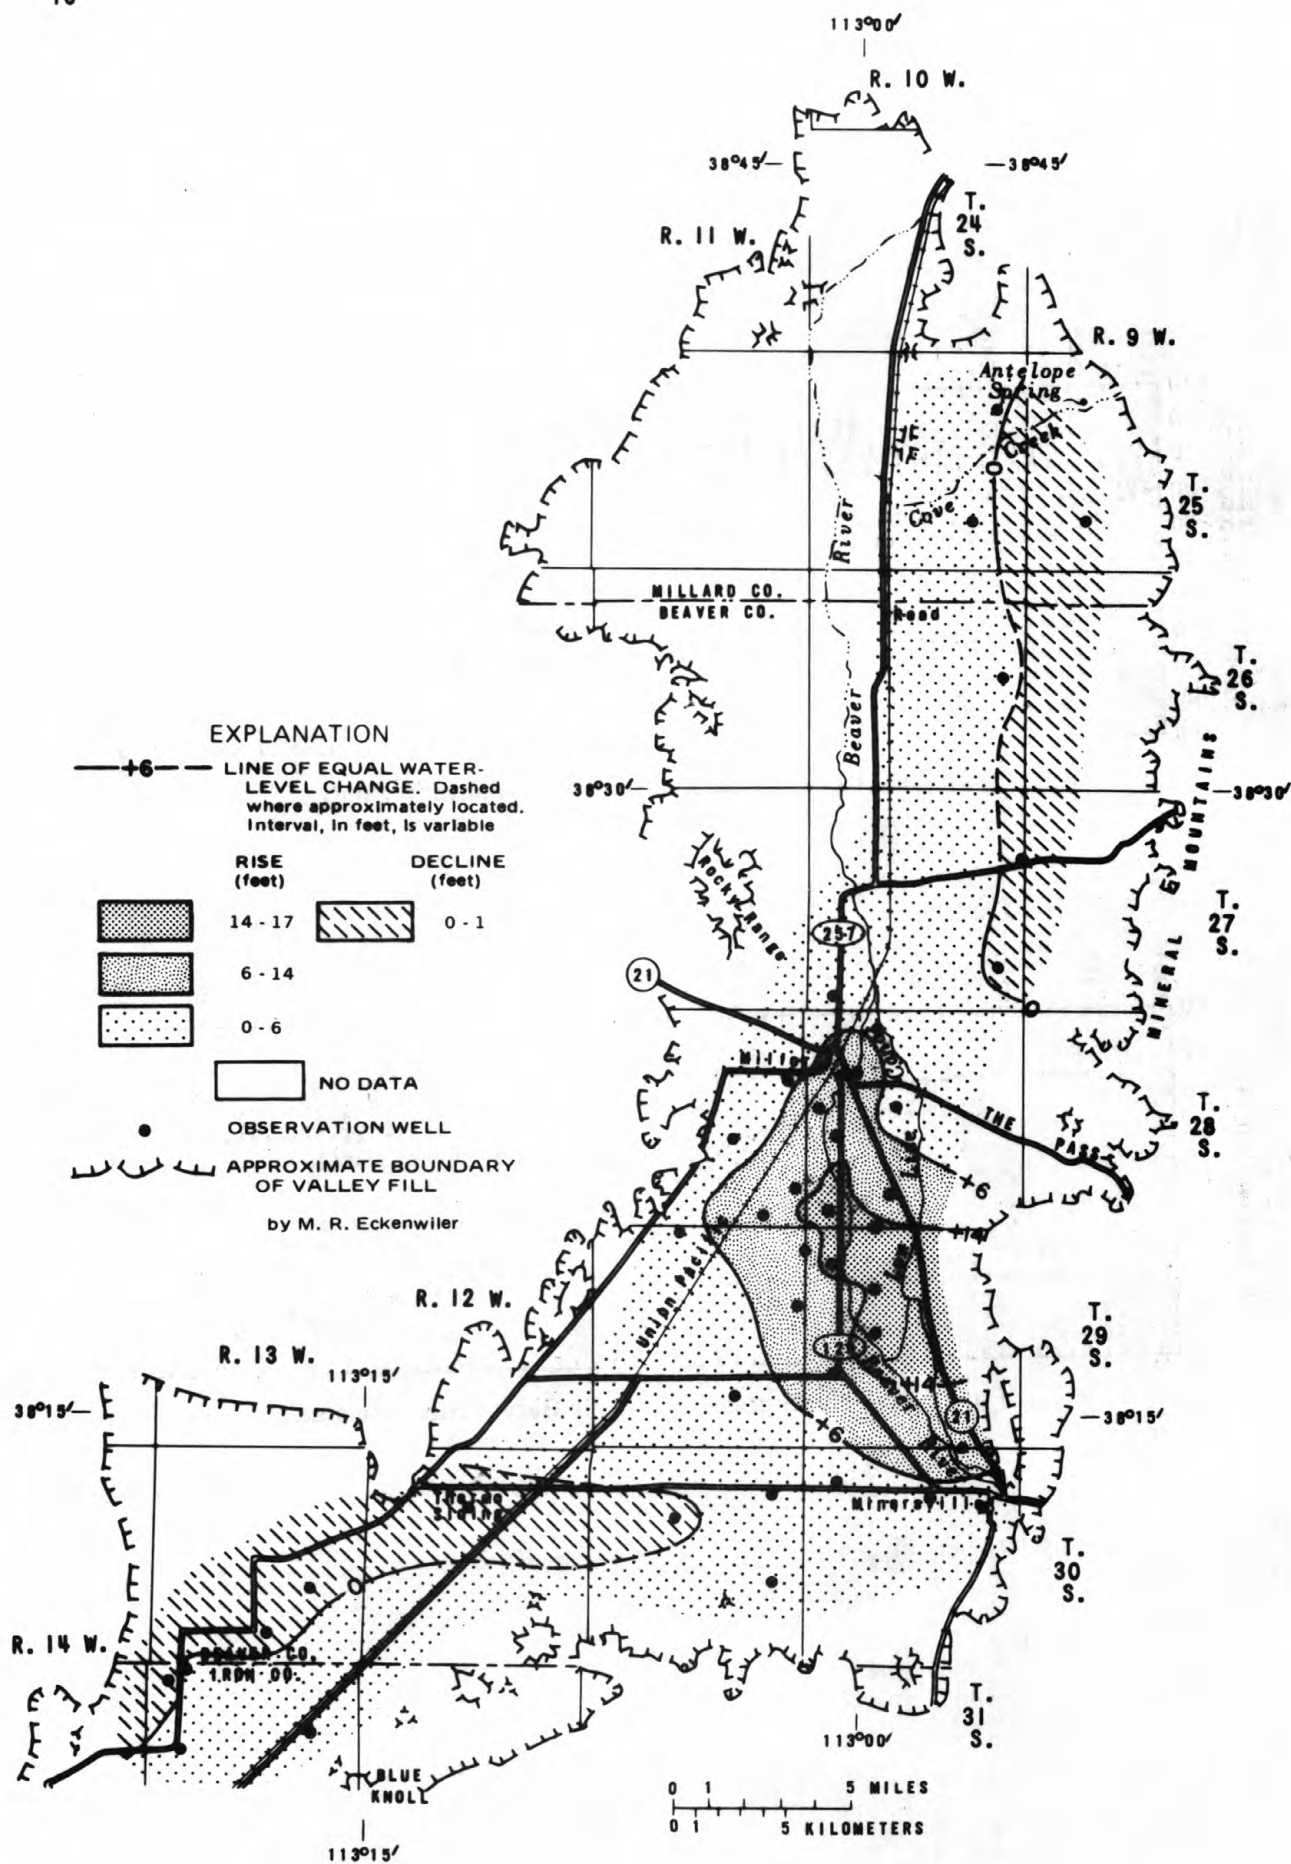 113°00′
R. 10 W.
38°45′
38°45′
T.
24
S.
R. 11 W.
R. 9 W.
Antelope
Spring
Creek
Cove
T.
25
S.
River
MILLARD CO.
BEAVER CO.
Read
T.
26
S.
Beaver
EXPLANATION
+6
LINE OF EQUAL WATER-
LEVEL CHANGE. Dashed
where approximately located.
Interval, in feet, is variable
RISE
(feet)
DECLINE
(feet)
14 - 17
0 - 1
6 - 14
0 - 6
NO DATA
OBSERVATION WELL
APPROXIMATE BOUNDARY
OF VALLEY FILL
by M. R. Eckenwiler
38°30′
38°30′
MINERAL MOUNTAINS
Rocky Range
T.
27
S.
257
21
O
O
THE PASS
T.
28
S.
+6
+14
Union Pacific
R. 12 W.
T.
29
S.
R. 13 W.
113°15′
+14
38°15′
21
38°15′
+6
Siding
Minersville
T.
30
S.
O
R. 14 W.
BEAVER CO.
IRON CO.
T.
31
S.
113°00′
BLUE
KNOLL
0 1 5 MILES
0 1 5 KILOMETERS
113°15′